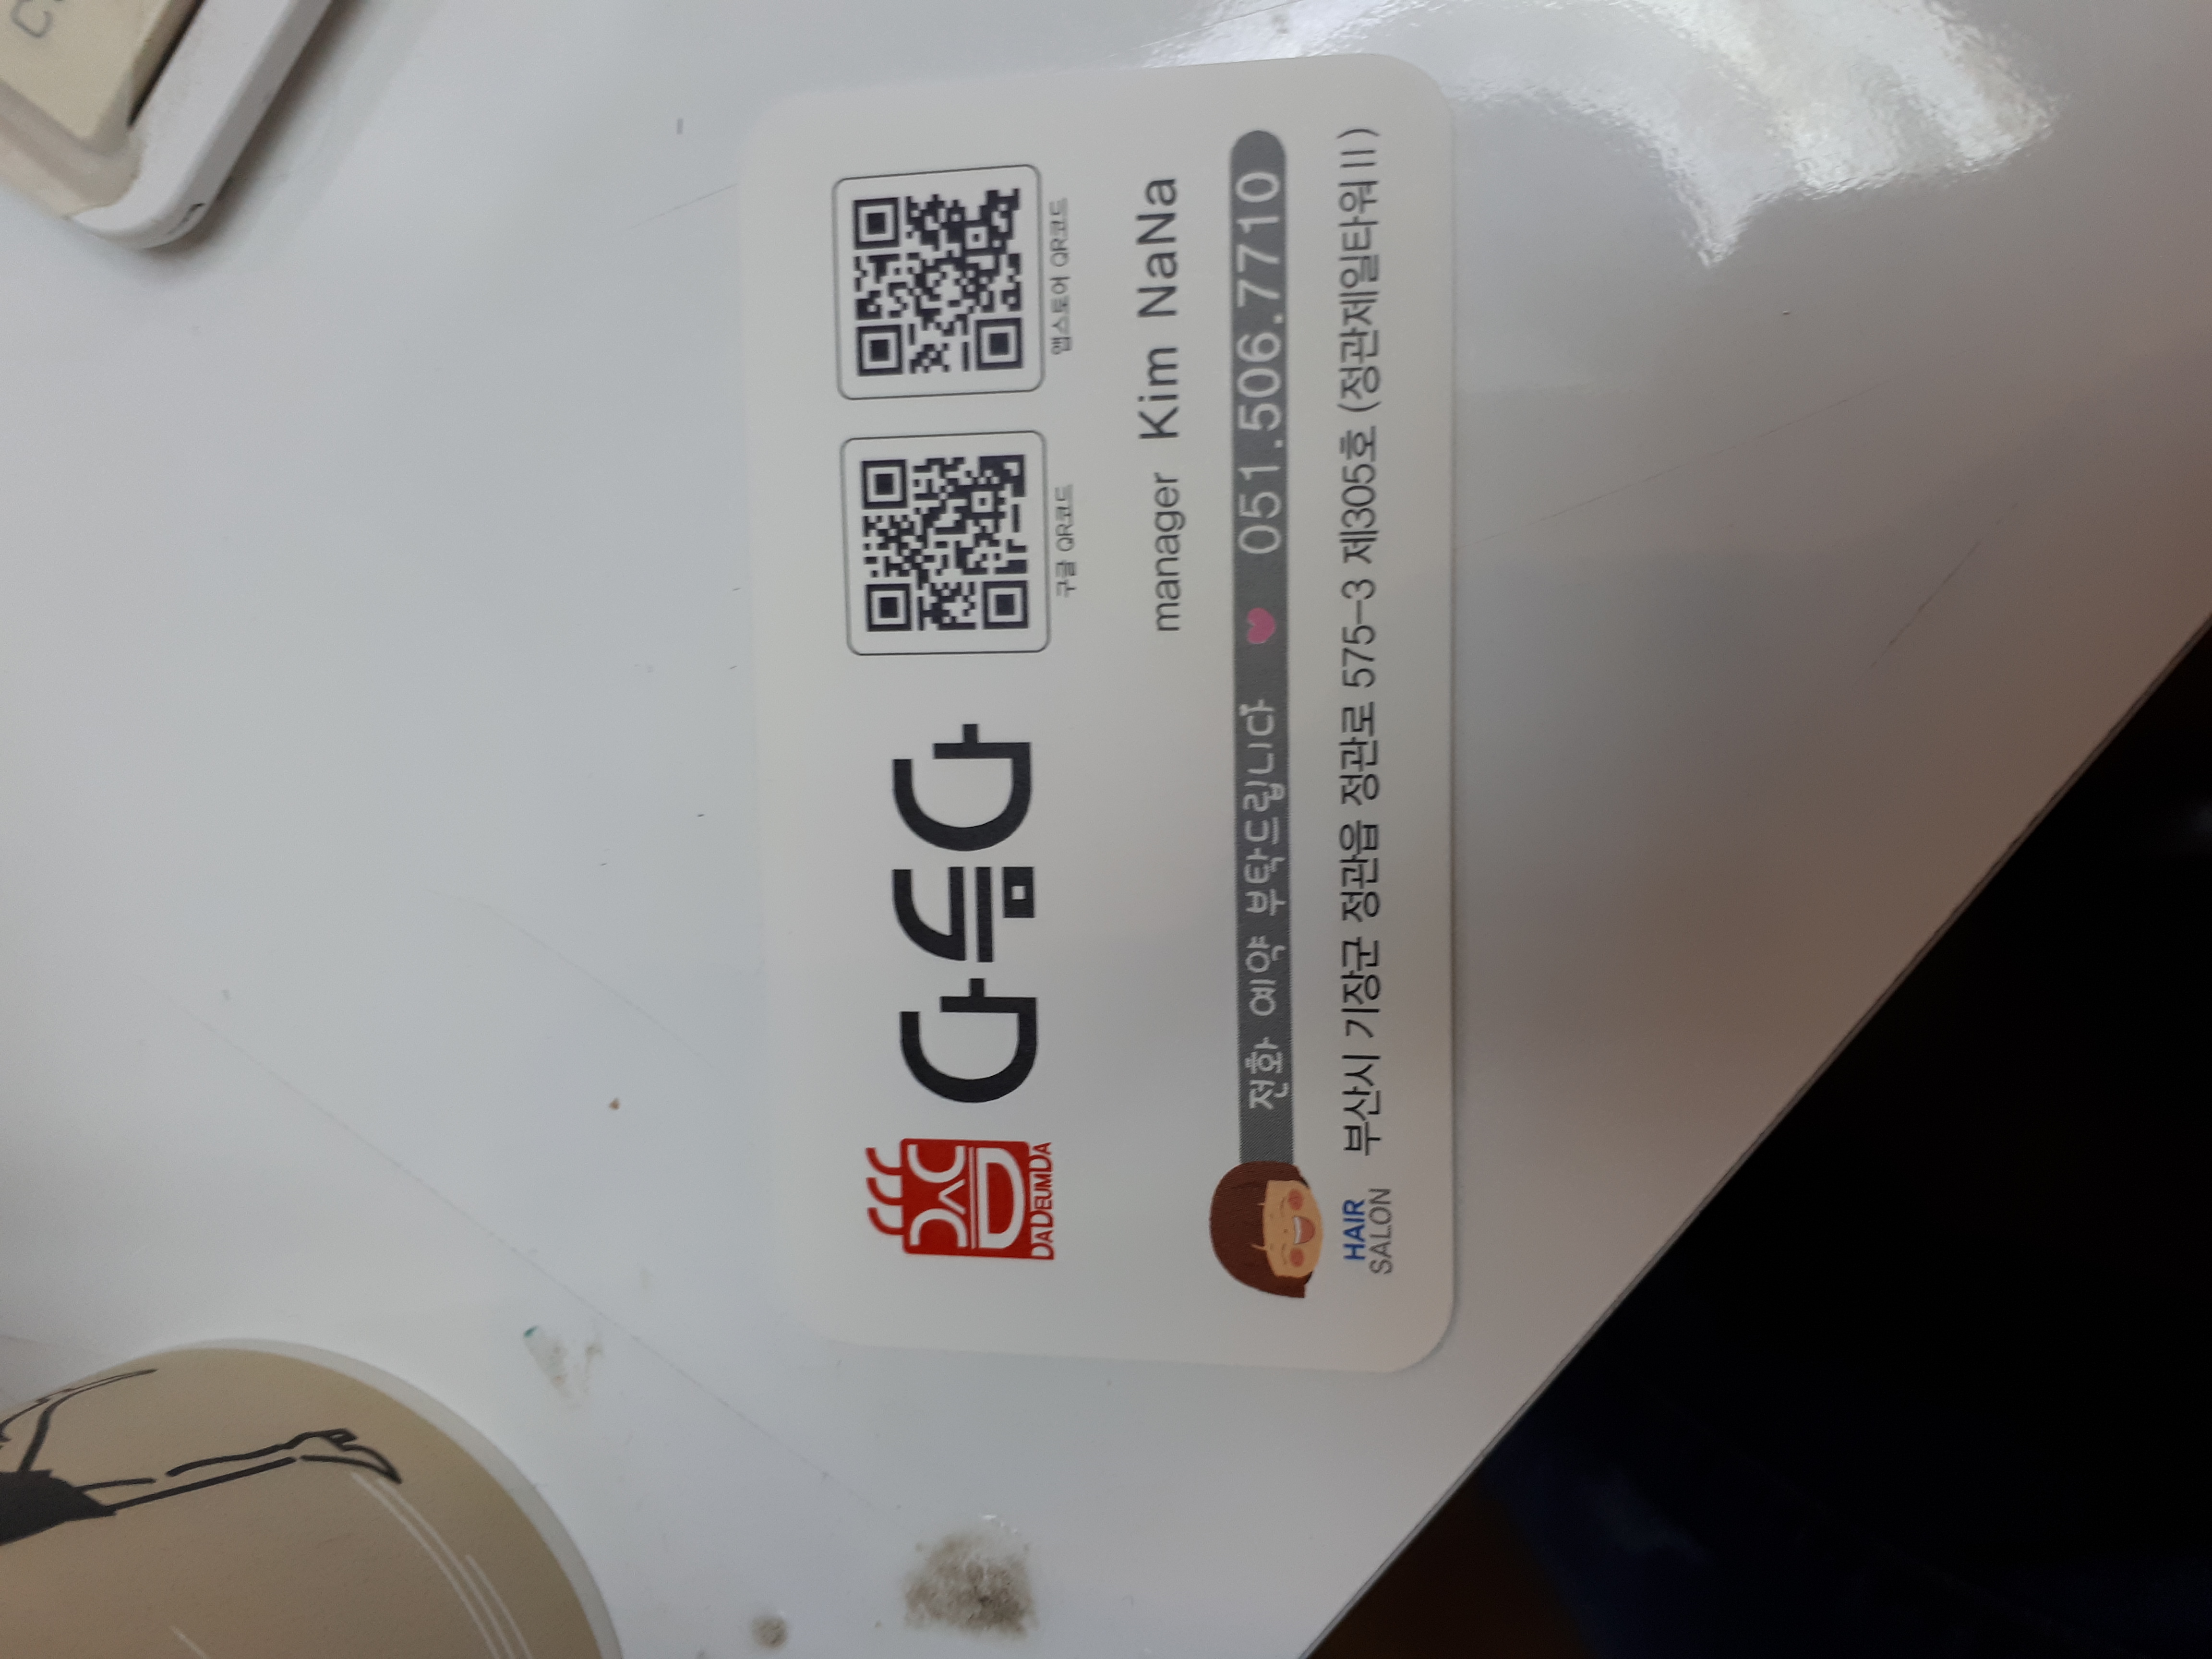 DADEUMDA
다듬다
구글 QR코드
앱스토어 QR코드
manager Kim NaNa
전화 예약 부탁드립니다 051.506.7710
HAIR
SALON
부산시 기장군 정관읍 정관로 575-3 제305호 (정관제일타워 II)